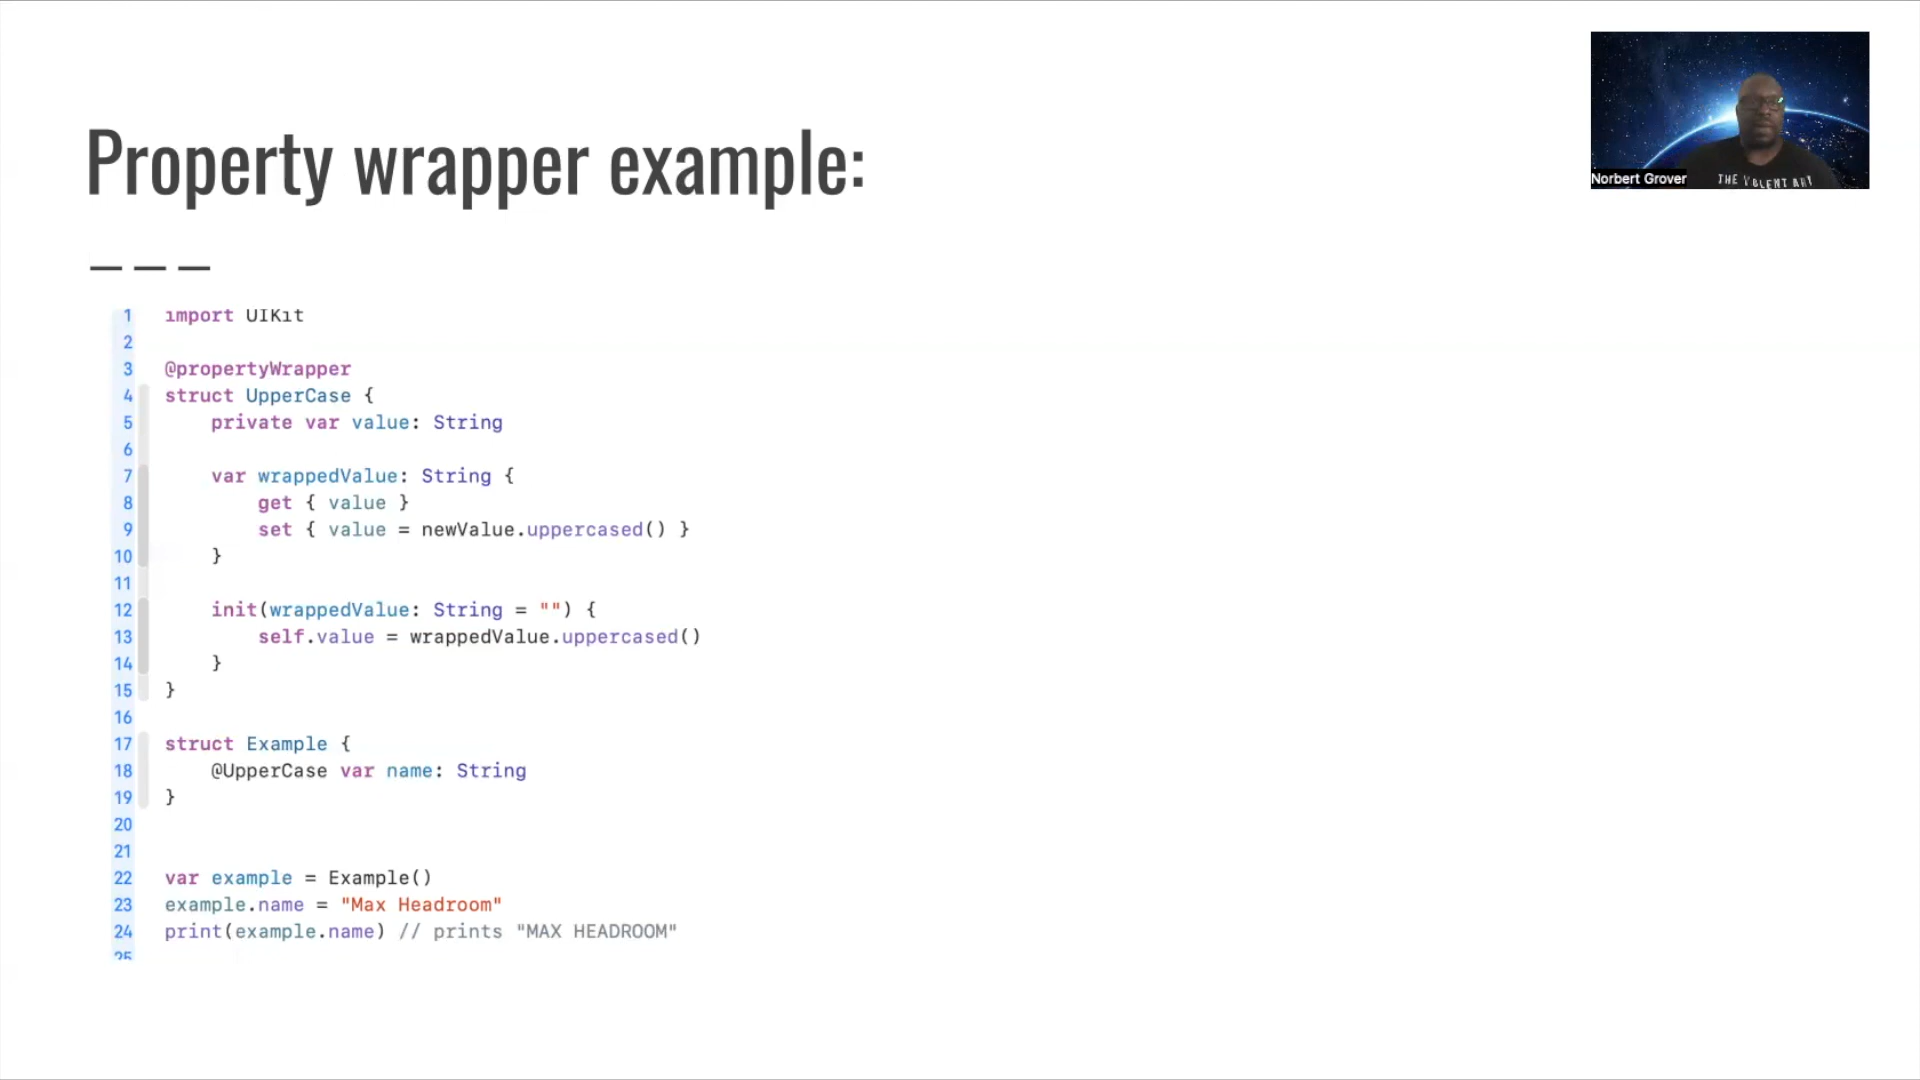 Property wrapper example:
Norbert Grover
1 import UIKit
2
3 @propertyWrapper
4 struct UpperCase {
5     private var value: String
6
7     var wrappedValue: String {
8         get { value }
9         set { value = newValue.uppercased() }
10     }
11
12     init(wrappedValue: String = "") {
13         self.value = wrappedValue.uppercased()
14     }
15 }
16
17 struct Example {
18     @UpperCase var name: String
19 }
20
21
22 var example = Example()
23 example.name = "Max Headroom"
24 print(example.name) // prints "MAX HEADROOM"
25